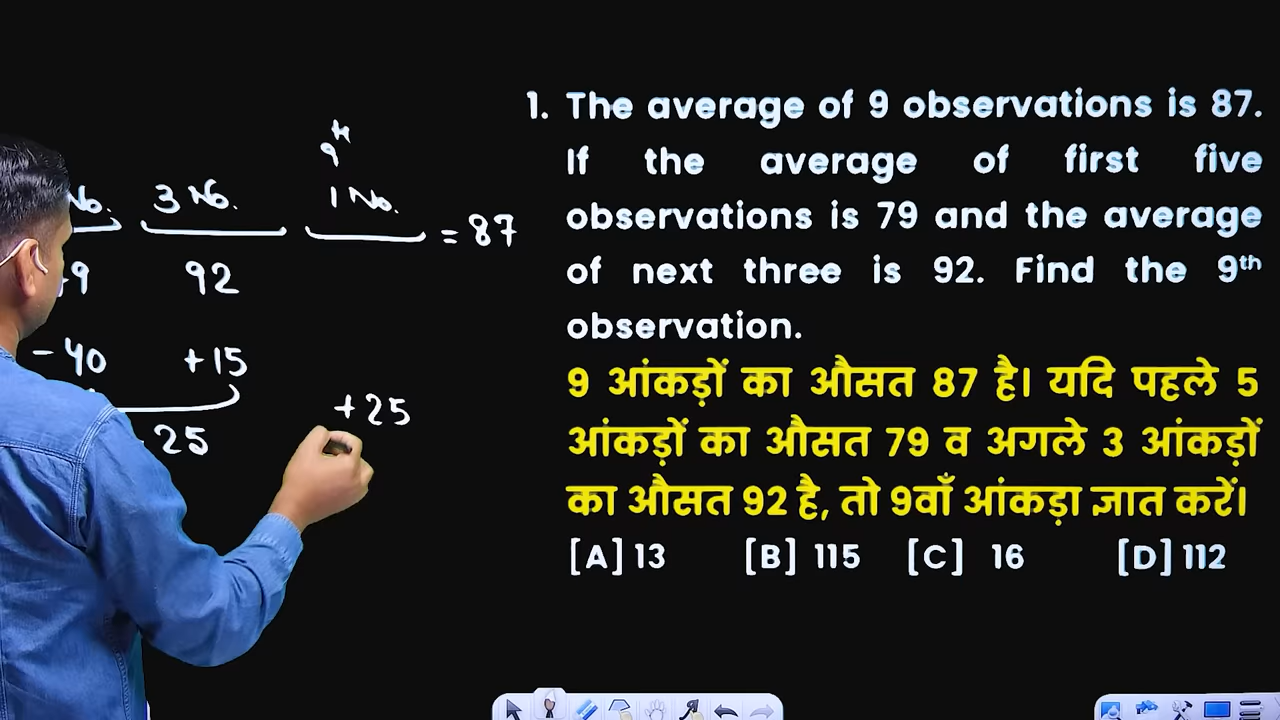 9th
No. 3 No. 1 No.
= 87
92
- 40 +15
+25
25
1. The average of 9 observations is 87.
If the average of first five
observations is 79 and the average
of next three is 92. Find the 9th
observation.
9 आंकड़ों का औसत 87 है। यदि पहले 5
आंकड़ों का औसत 79 व अगले 3 आंकड़ों
का औसत 92 है, तो 9वाँ आंकड़ा ज्ञात करें।
[A] 13 [B] 115 [C] 16 [D] 112